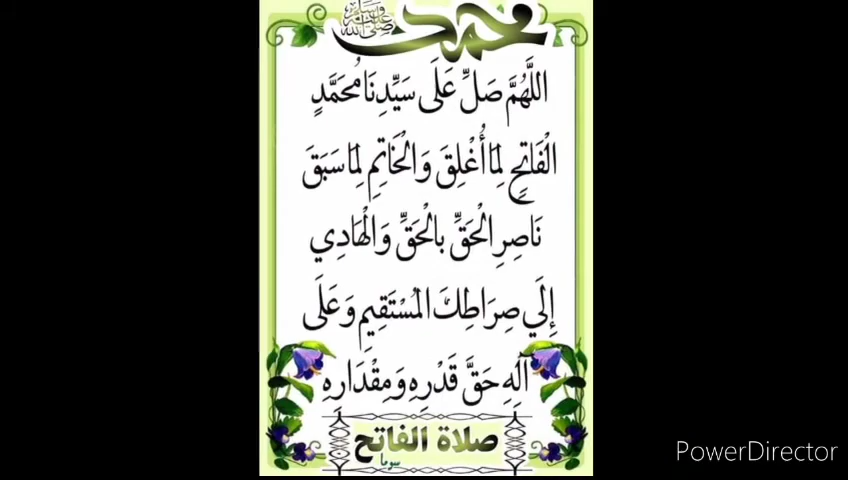 محمد صلى الله عليه وسلم
اللَّهُمَّ صَلِّ عَلَى سَيِّدِنَا مُحَمَّدٍ
الْفَاتِحِ لِمَا أُغْلِقَ وَالْخَاتِمِ لِمَا سَبَقَ
نَاصِرِ الْحَقِّ بِالْحَقِّ وَالْهَادِي
إِلَي صِرَاطِكَ الْمُسْتَقِيمِ وَعَلَى
آلِهِ حَقَّ قَدْرِهِ وَمِقْدَارِهِ
صلاة الفاتح
سوما
PowerDirector